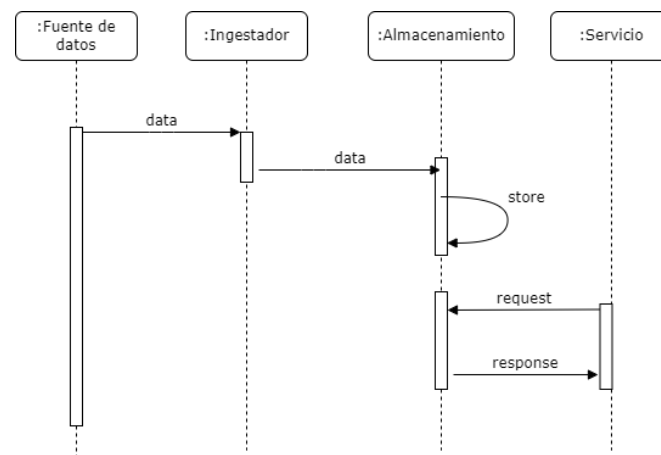 :Fuente de
datos
:Ingestador
:Almacenamiento
:Servicio
data
data
store
request
response